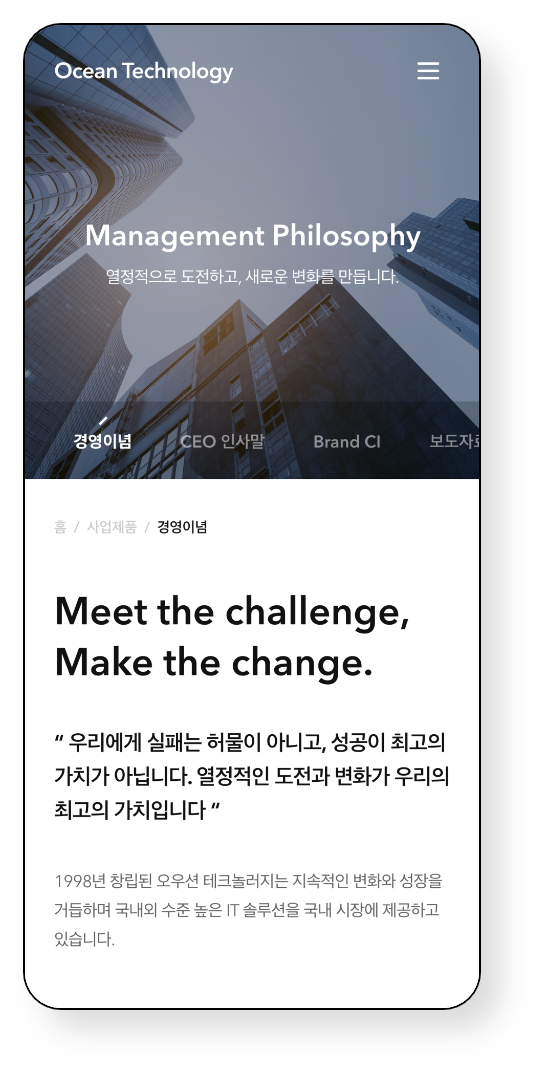 Ocean Technology
Management Philosophy
열정적으로 도전하고, 새로운 변화를 만듭니다.
경영이념 CEO 인사말 Brand CI 보도자료
홈 / 사업제품 / 경영이념
Meet the challenge,
Make the change.
“ 우리에게 실패는 허물이 아니고, 성공이 최고의
가치가 아닙니다. 열정적인 도전과 변화가 우리의
최고의 가치입니다 “
1998년 창립된 오우션 테크놀러지는 지속적인 변화와 성장을
거듭하며 국내외 수준 높은 IT 솔루션을 국내 시장에 제공하고
있습니다.